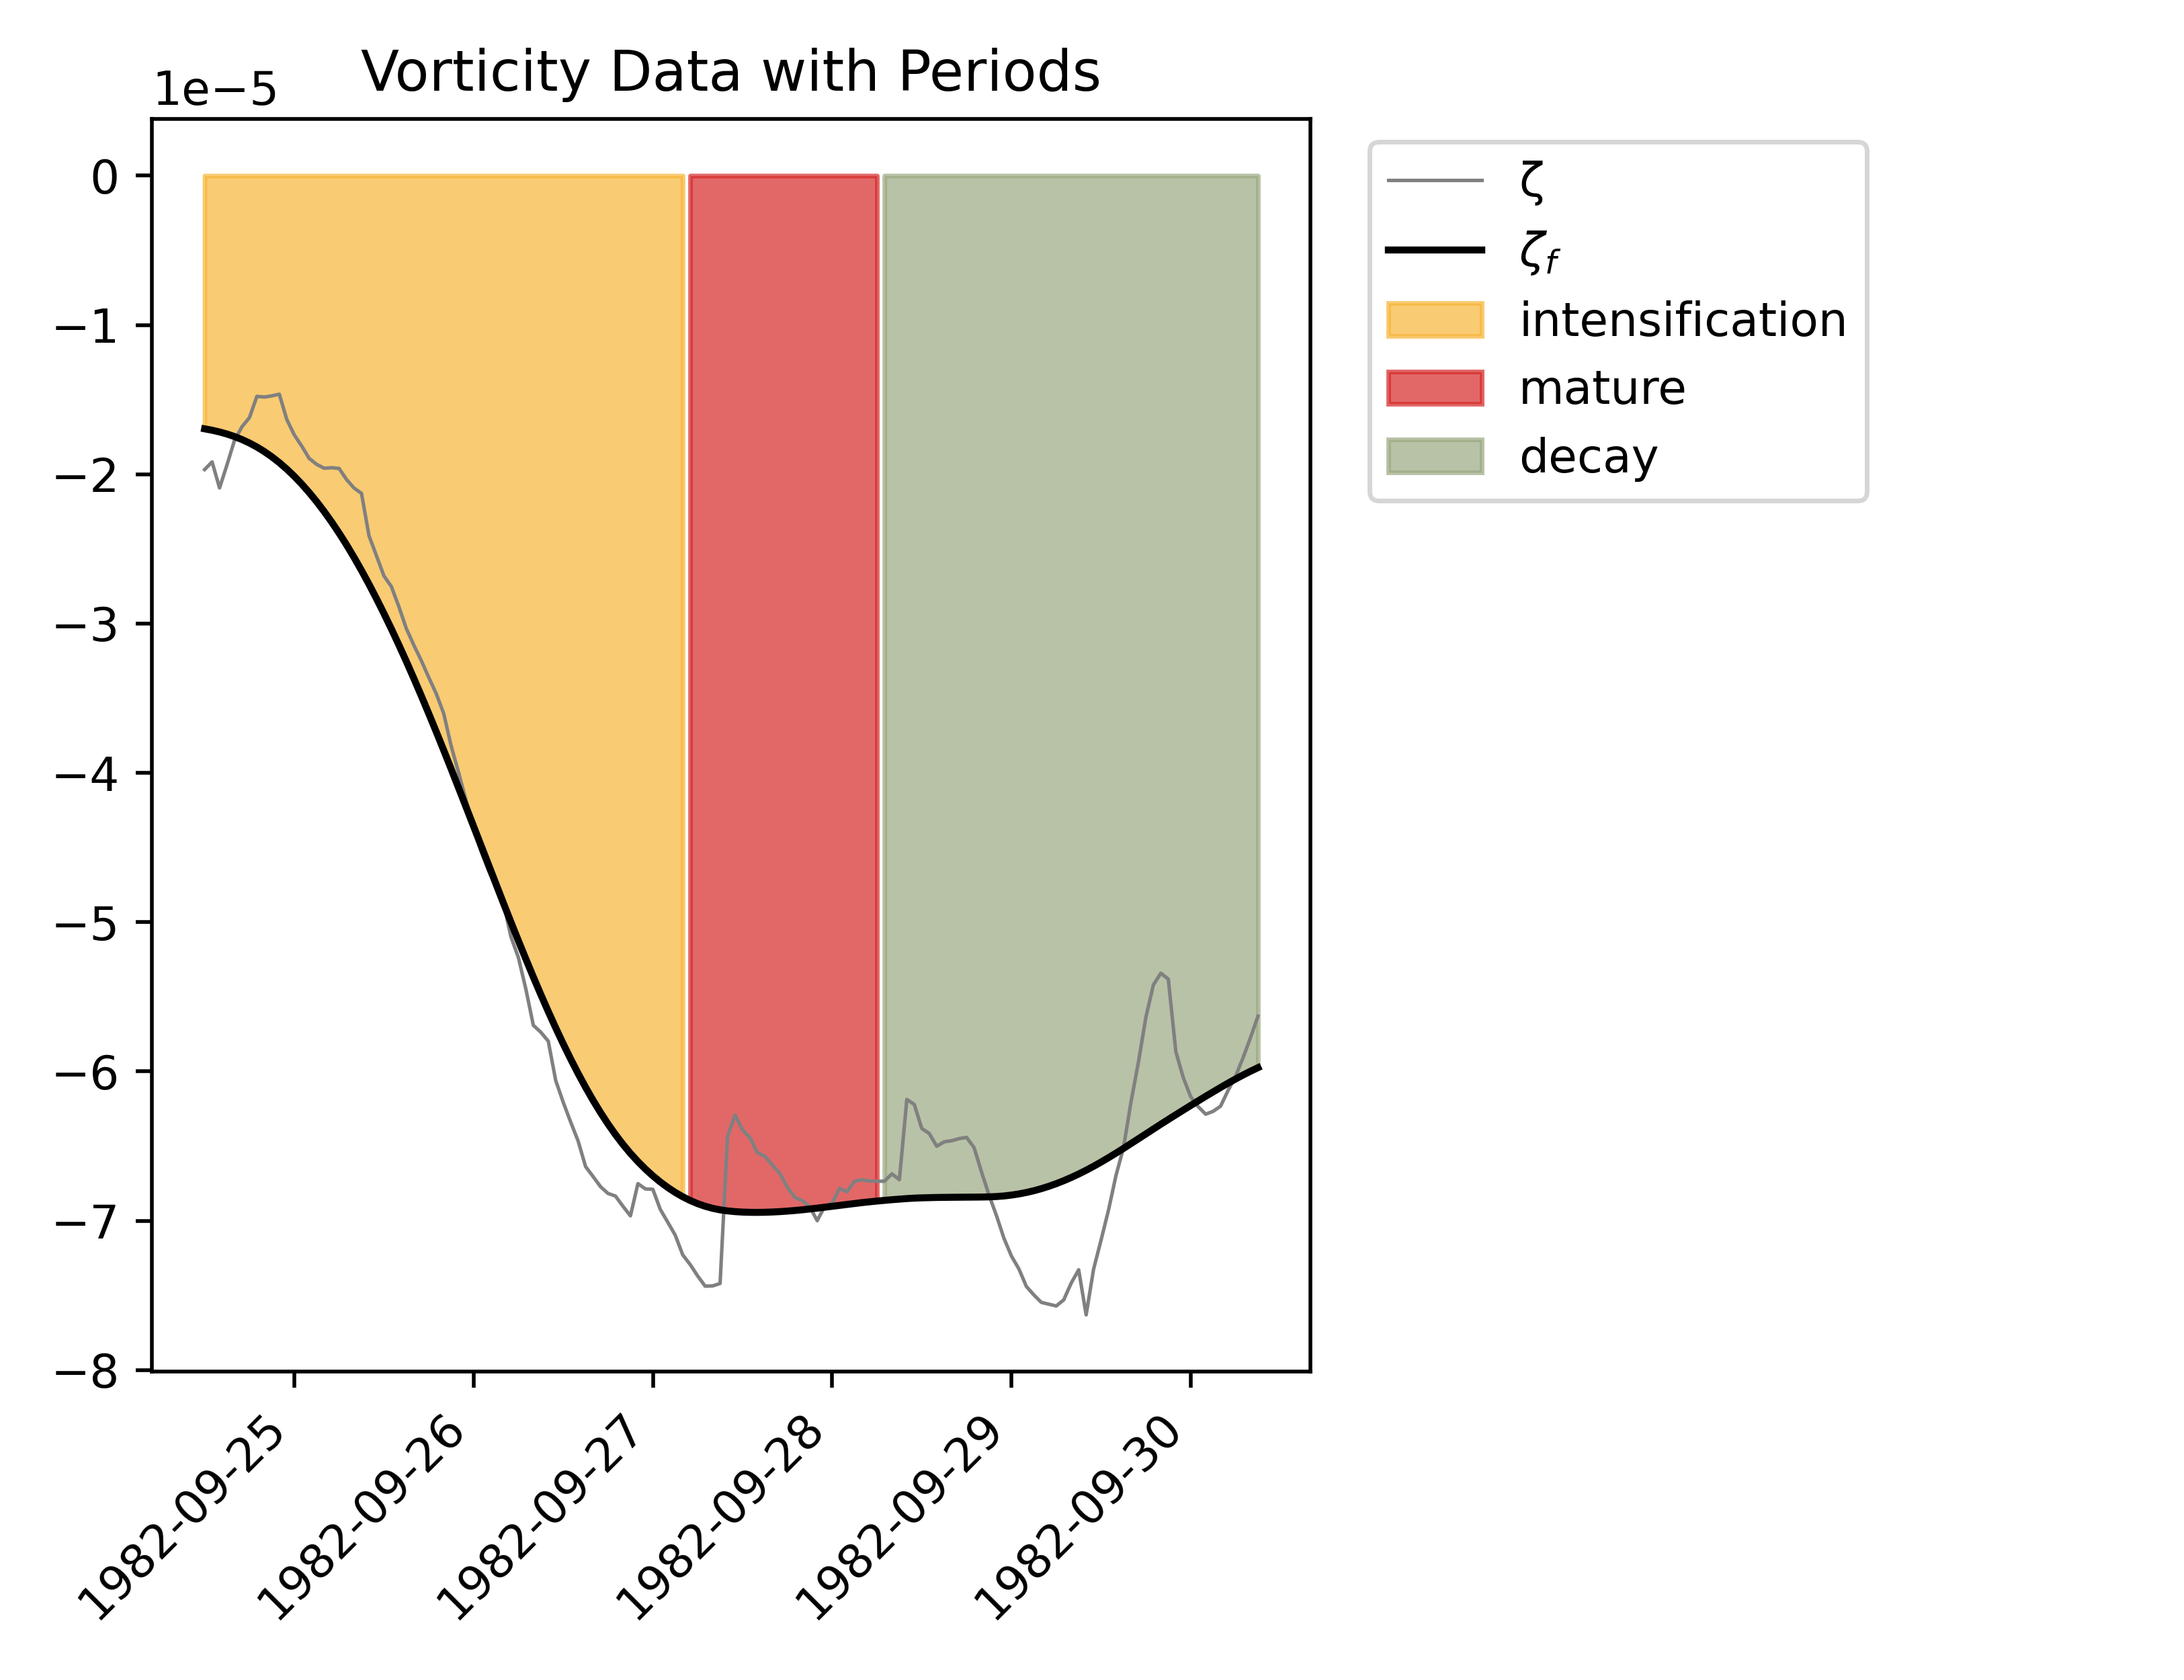 Vorticity Data with Periods
1e−5
0
−1
−2
−3
−4
−5
−6
−7
−8
1982-09-25
1982-09-26
1982-09-27
1982-09-28
1982-09-29
1982-09-30
ζ
ζf
intensification
mature
decay